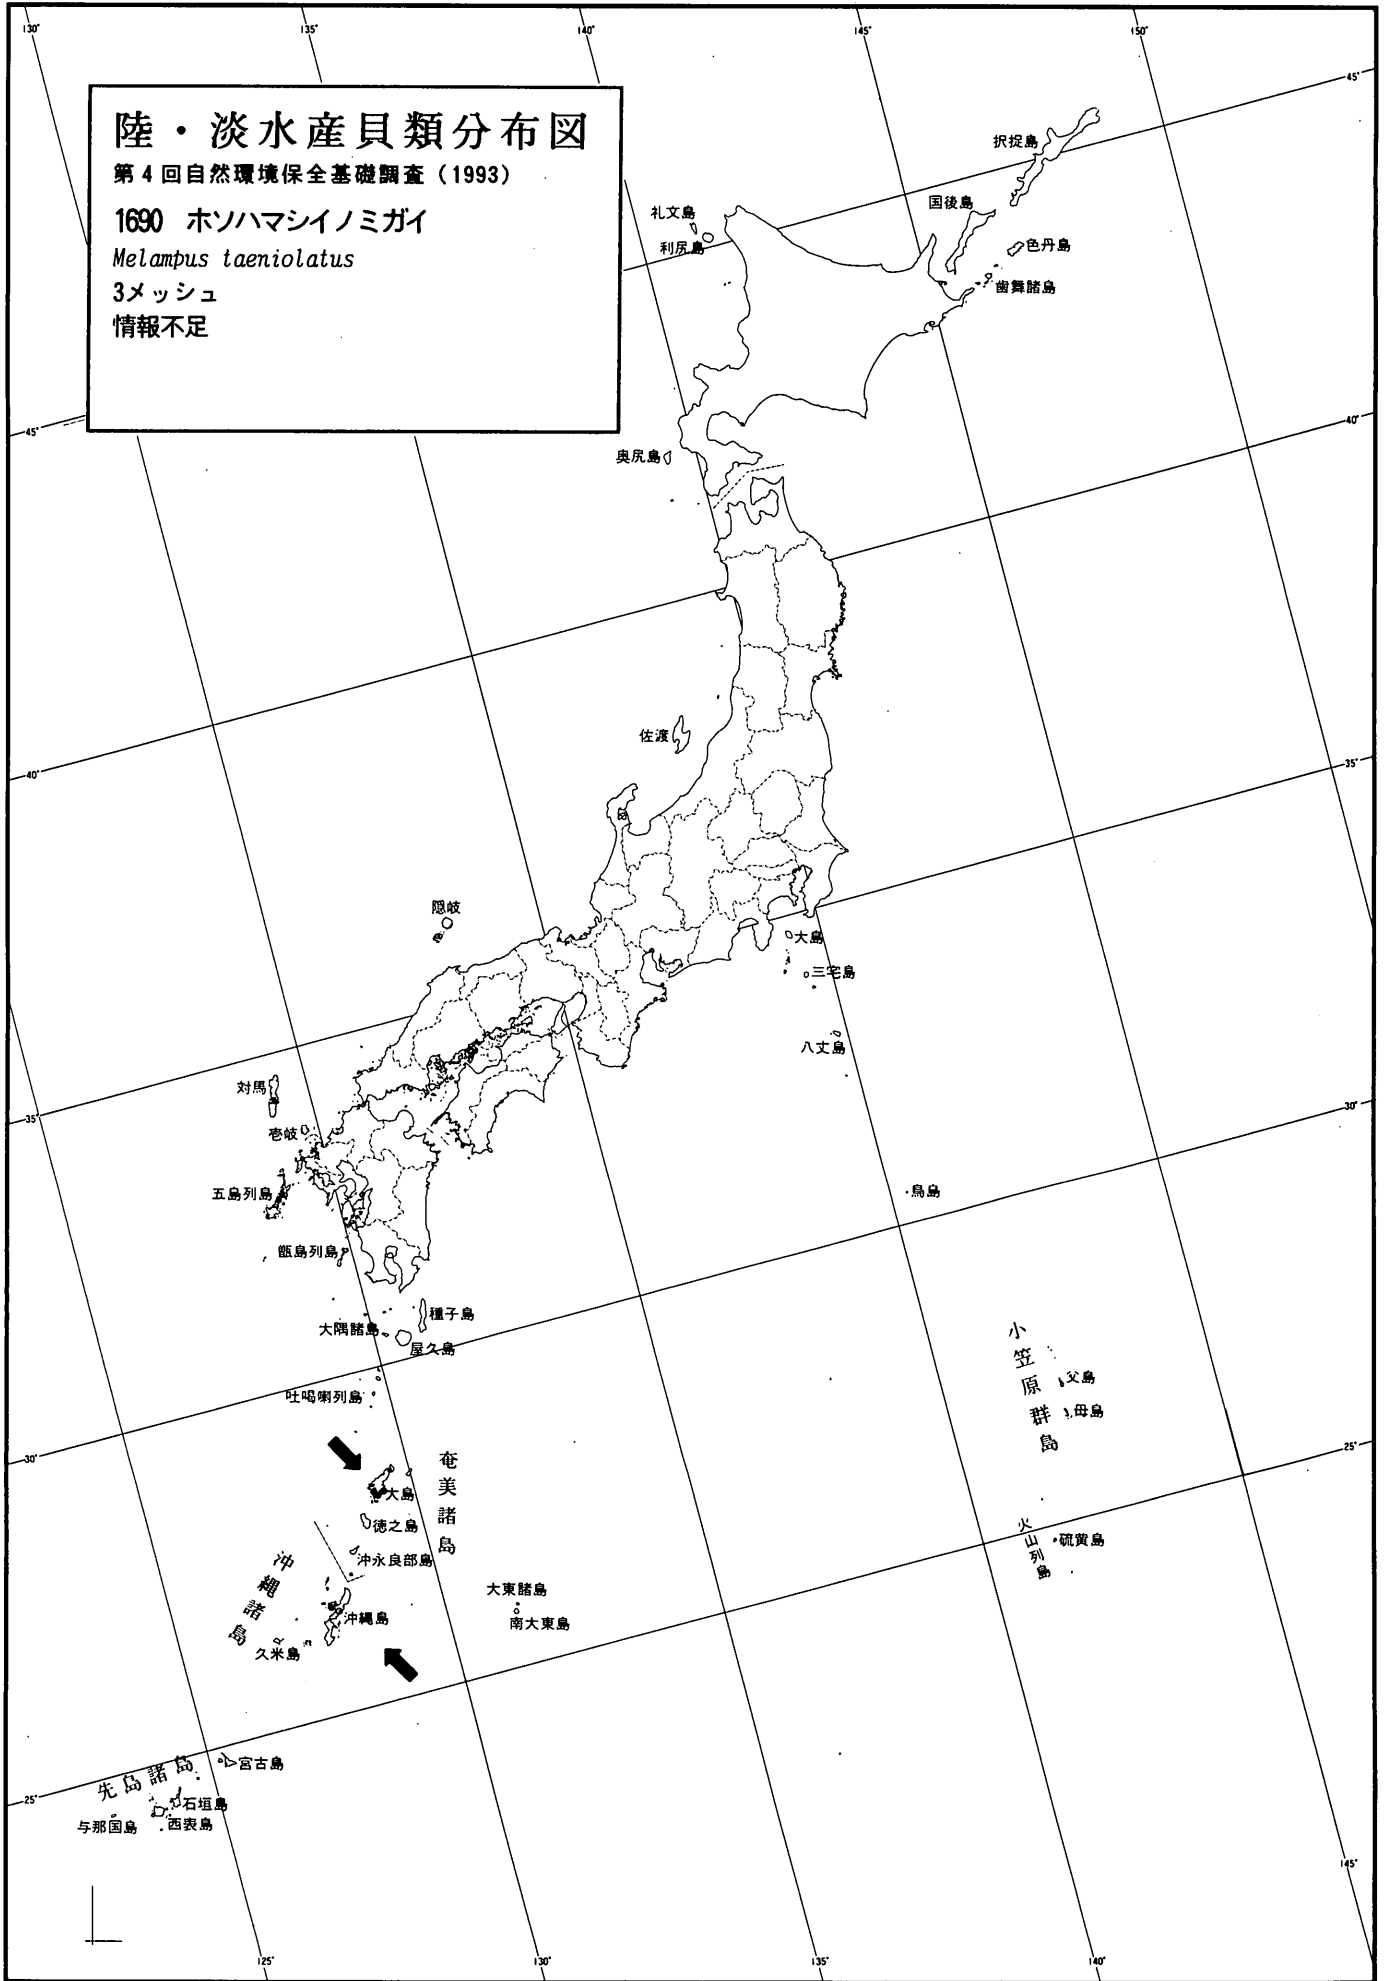 130°
135°
140°
145°
150°
陸・淡水産貝類分布図
第4回自然環境保全基礎調査（1993）
1690 ホソハマシイノミガイ
Melampus taeniolatus
3メッシュ
情報不足
45°
択捉島
国後島
色丹島
歯舞諸島
礼文島
利尻島
45°
40°
奥尻島
佐渡
40°
35°
隠岐
大島
三宅島
八丈島
対馬
壱岐
35°
30°
五島列島
甑島列島
鳥島
種子島
大隅諸島
屋久島
吐噶喇列島
小笠原群島
父島
母島
30°
25°
奄美諸島
大島
徳之島
沖永良部島
火山列島
硫黄島
沖縄諸島
沖縄島
久米島
大東諸島
南大東島
先島諸島
宮古島
石垣島
西表島
与那国島
25°
145°
125°
130°
135°
140°